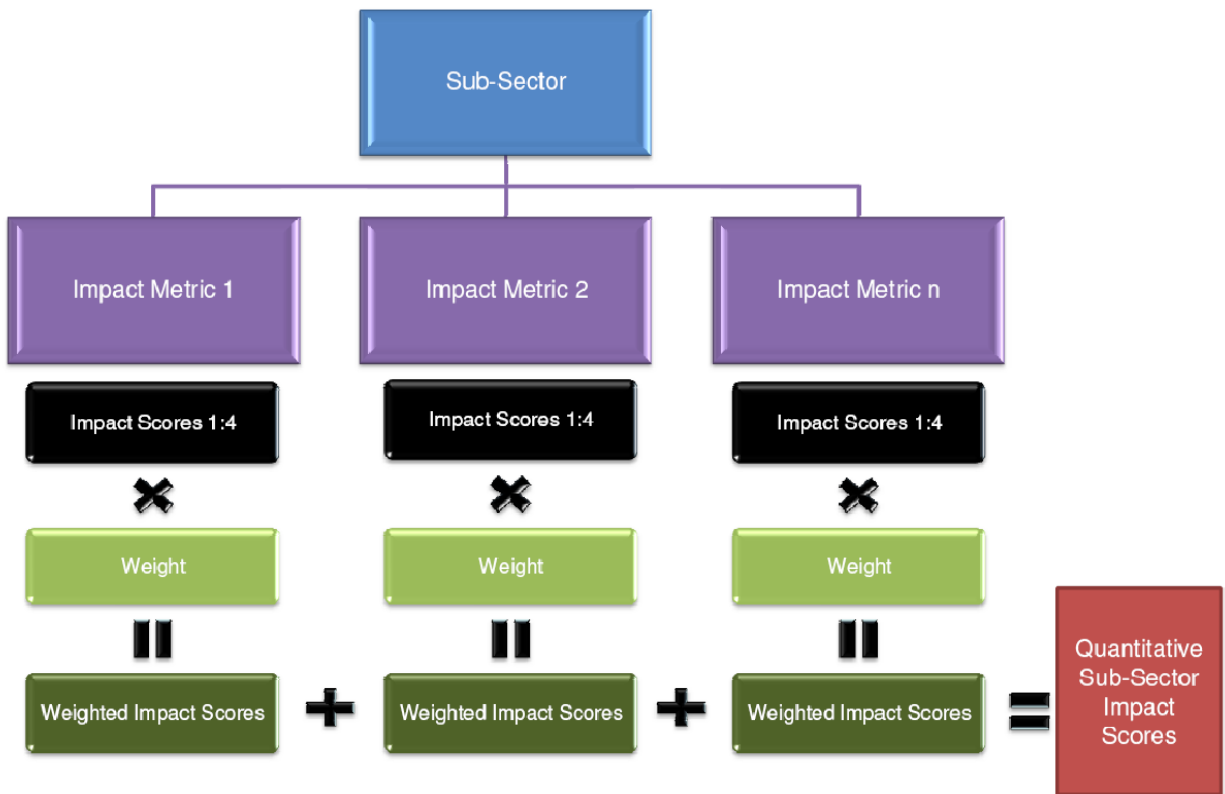 Sub-Sector
Impact Metric 1
Impact Metric 2
Impact Metric n
Impact Scores 1:4
Impact Scores 1:4
Impact Scores 1:4
Weight
Weight
Weight
Weighted Impact Scores
Weighted Impact Scores
Weighted Impact Scores
Quantitative
Sub-Sector
Impact
Scores